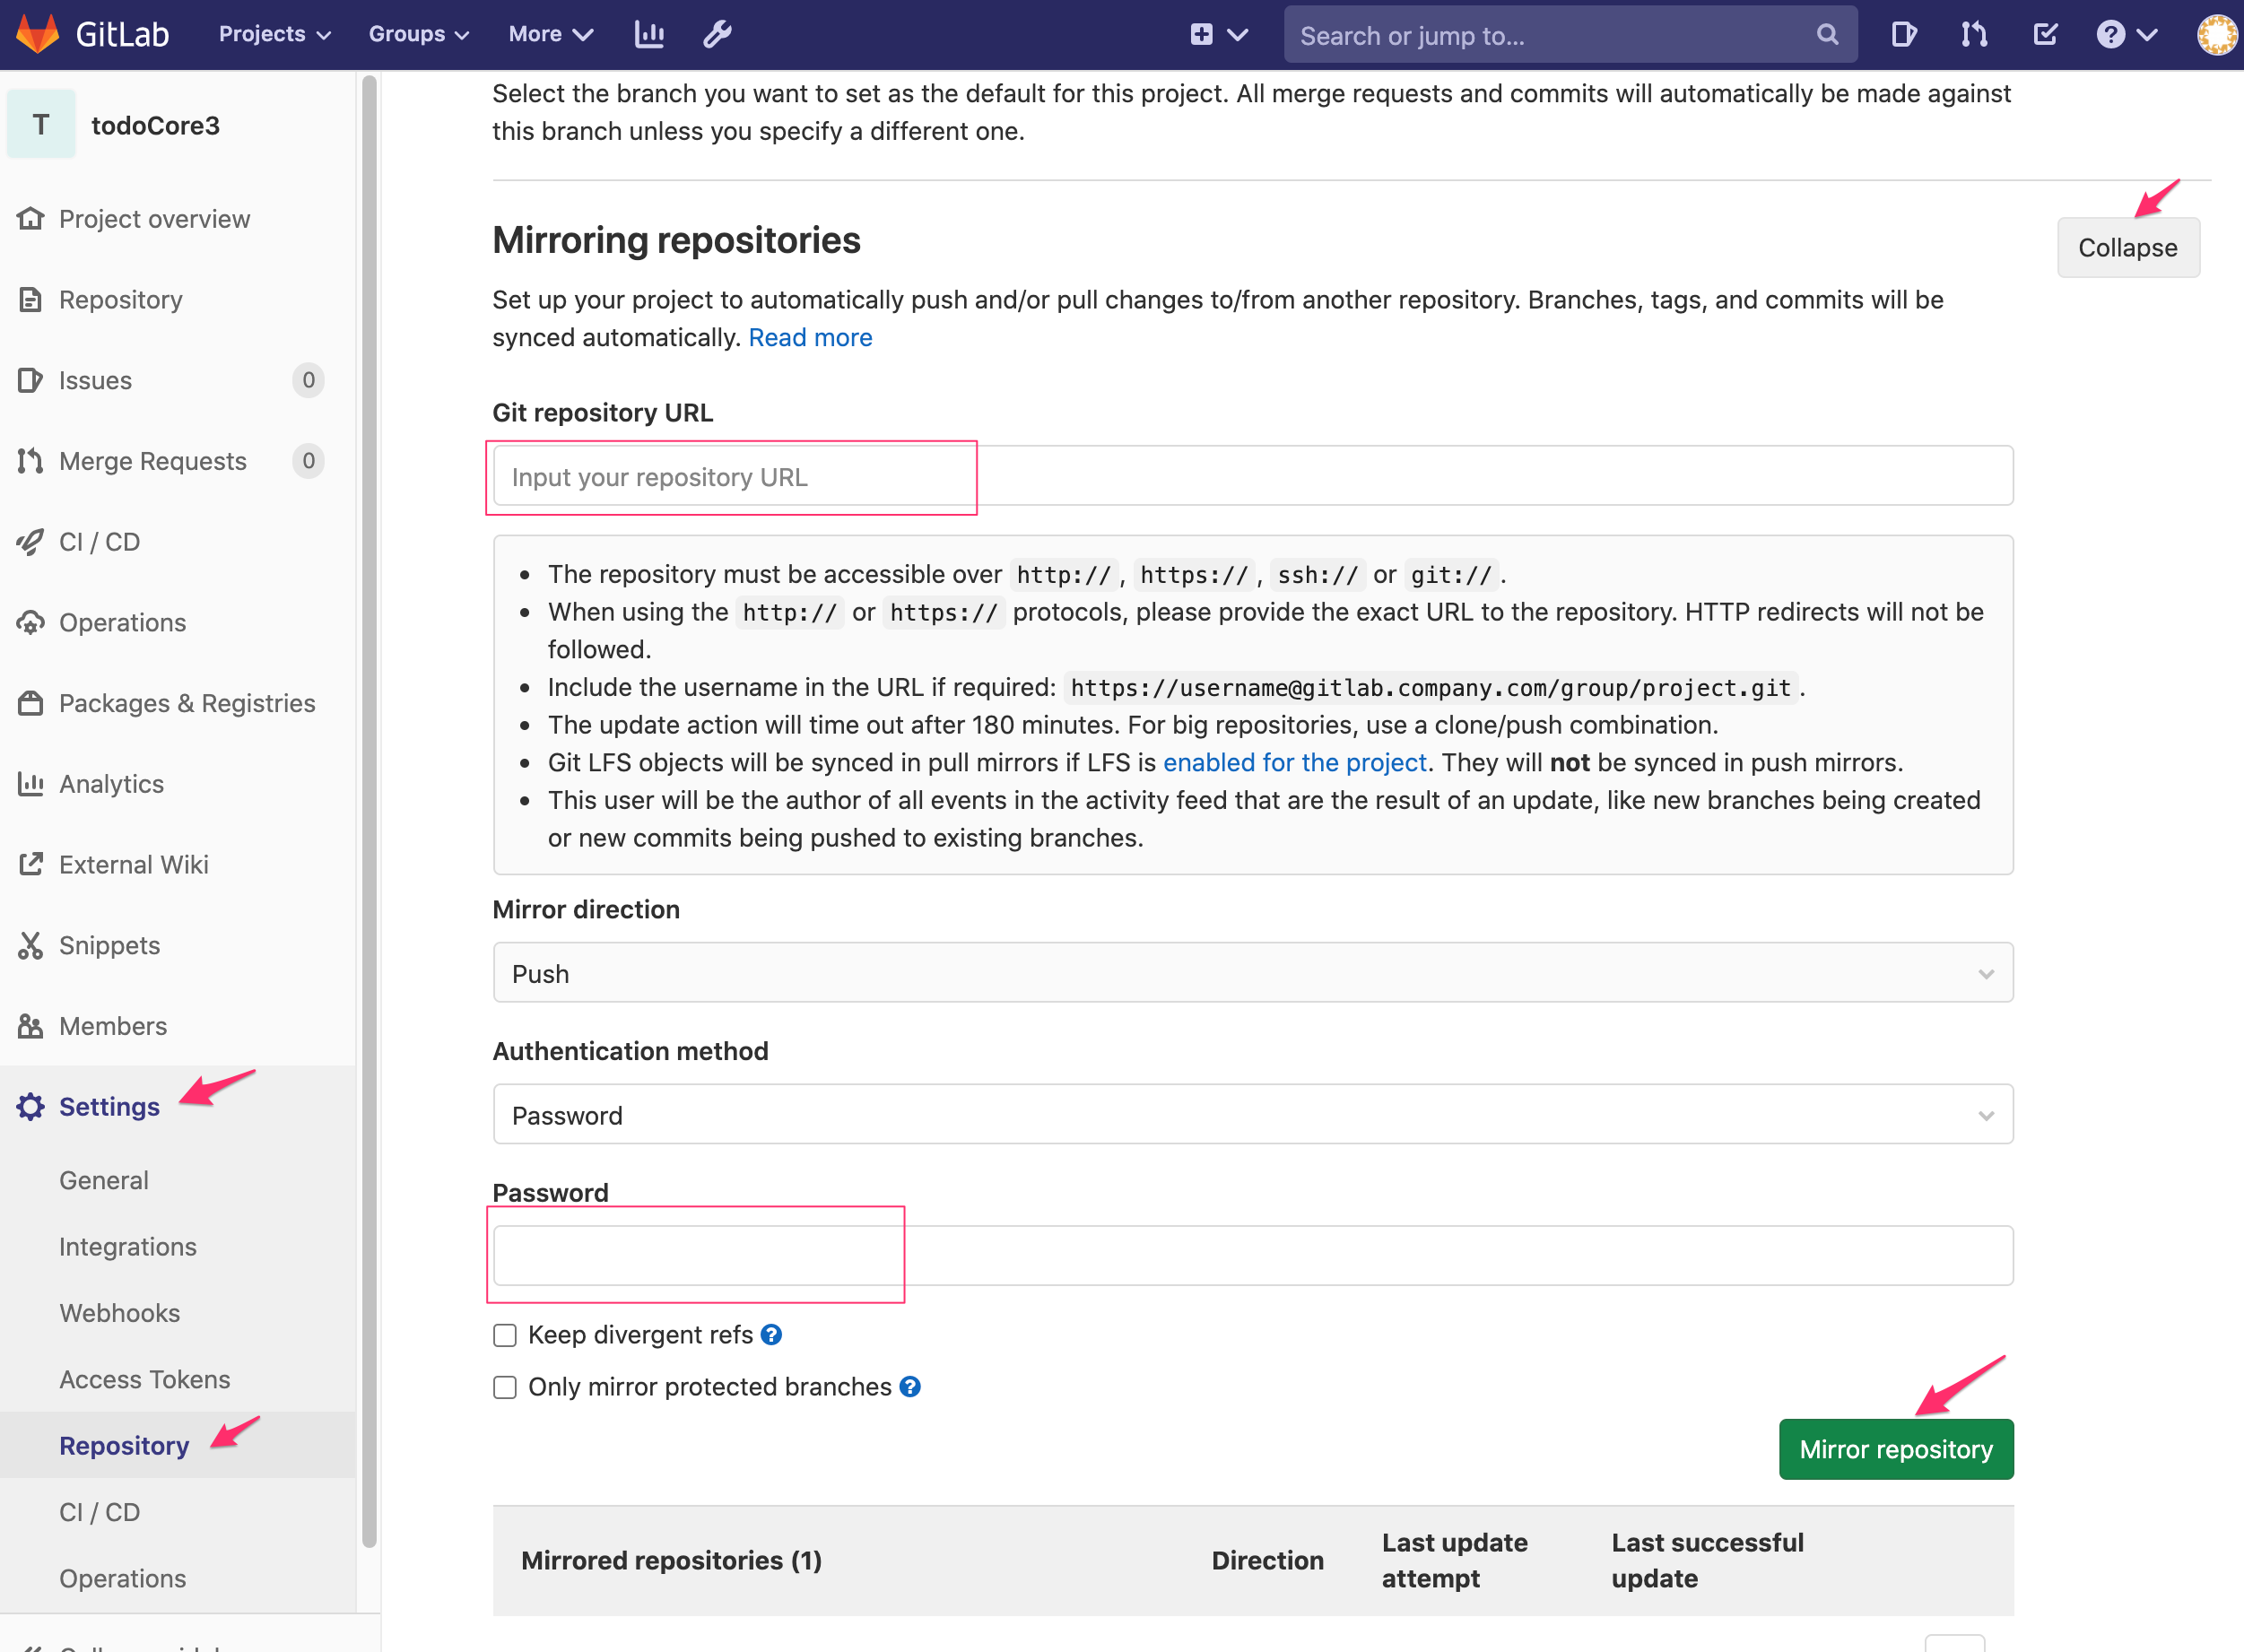 GitLab
Projects
Groups
More
Search or jump to...
T
todoCore3
Project overview
Repository
Issues
0
Merge Requests
0
CI / CD
Operations
Packages & Registries
Analytics
External Wiki
Snippets
Members
Settings
General
Integrations
Webhooks
Access Tokens
Repository
CI / CD
Operations
Select the branch you want to set as the default for this project. All merge requests and commits will automatically be made against
this branch unless you specify a different one.
Mirroring repositories
Collapse
Set up your project to automatically push and/or pull changes to/from another repository. Branches, tags, and commits will be
synced automatically. Read more
Git repository URL
Input your repository URL
• The repository must be accessible over http://, https://, ssh:// or git://.
• When using the http:// or https:// protocols, please provide the exact URL to the repository. HTTP redirects will not be
followed.
• Include the username in the URL if required: https://username@gitlab.company.com/group/project.git.
• The update action will time out after 180 minutes. For big repositories, use a clone/push combination.
• Git LFS objects will be synced in pull mirrors if LFS is enabled for the project. They will not be synced in push mirrors.
• This user will be the author of all events in the activity feed that are the result of an update, like new branches being created
or new commits being pushed to existing branches.
Mirror direction
Push
Authentication method
Password
Password
Keep divergent refs ?
Only mirror protected branches ?
Mirror repository
Mirrored repositories (1)
Direction
Last update
attempt
Last successful
update